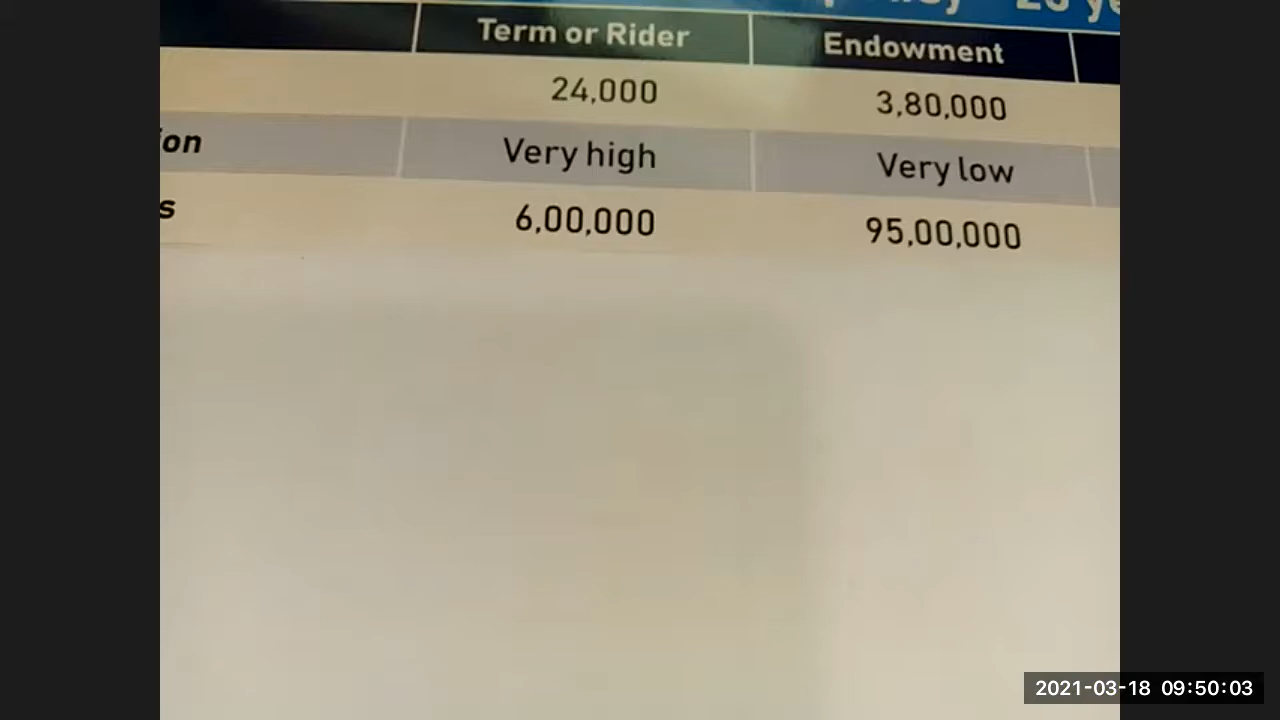 Term or Rider Endowment
24,000 3,80,000
Very high Very low
6,00,000 95,00,000
2021-03-18 09:50:03